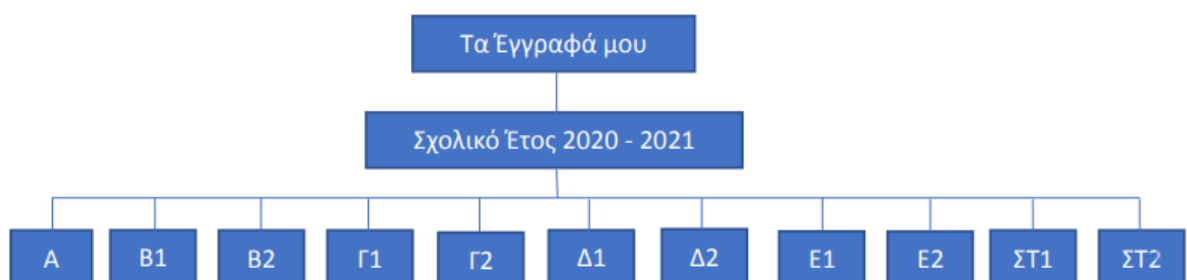 Τα Έγγραφά μου
Σχολικό Έτος 2020 - 2021
Α Β1 Β2 Γ1 Γ2 Δ1 Δ2 Ε1 Ε2 ΣΤ1 ΣΤ2